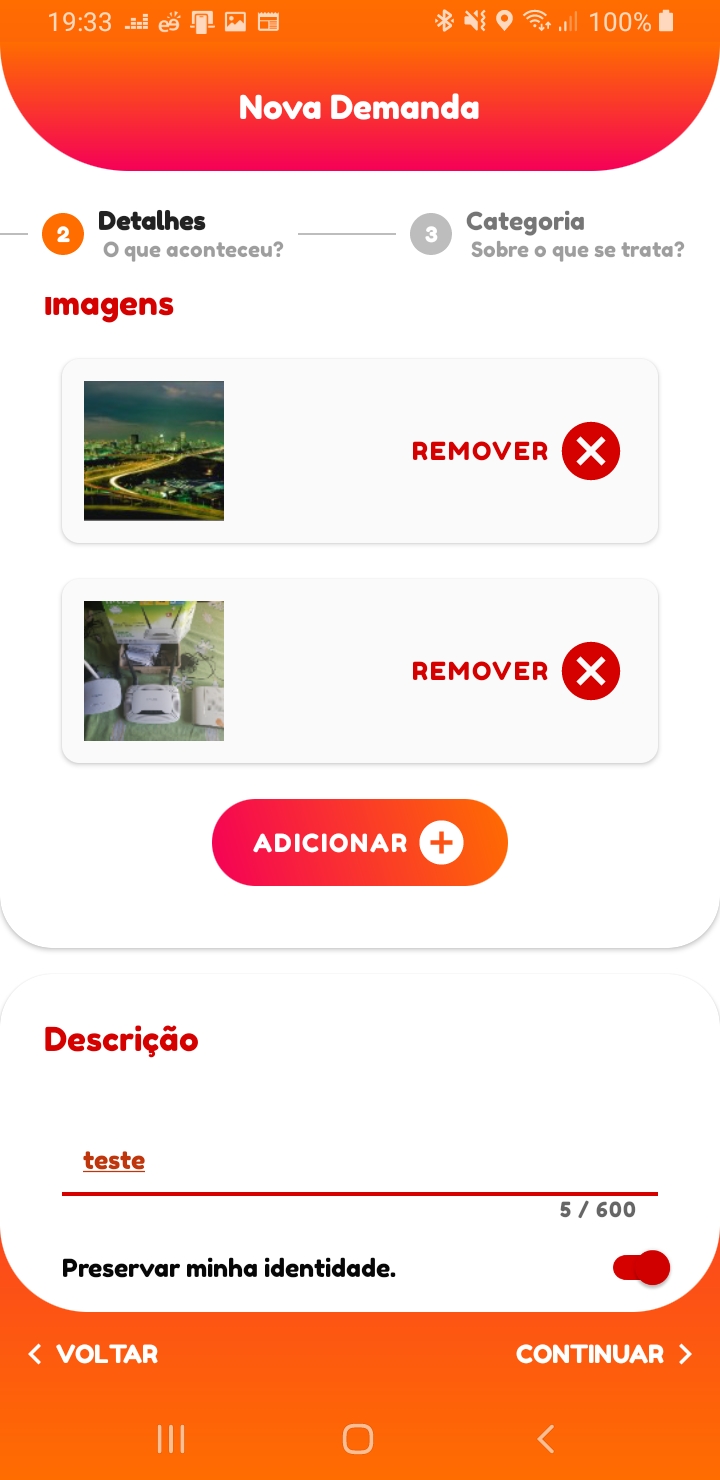 19:33 100%
Nova Demanda
2 Detalhes
O que aconteceu?
3 Categoria
Sobre o que se trata?
Imagens
REMOVER
REMOVER
ADICIONAR
Descrição
teste
5 / 600
Preservar minha identidade.
VOLTAR
CONTINUAR